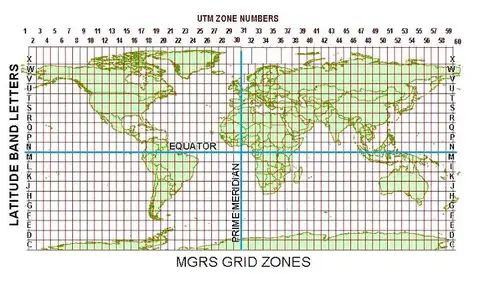 UTM ZONE NUMBERS
1 2 3 4 5 6 7 8 9 10 11 12 13 14 15 16 17 18 19 20 21 22 23 24 25 26 27 28 29 30 31 32 33 34 35 36 37 38 39 40 41 42 43 44 45 46 47 48 49 50 51 52 53 54 55 56 57 58 59 60
LATITUDE BAND LETTERS
X X
W W
V V
U U
T T
S S
R R
Q Q
P P
N N
M M
L L
K K
J J
H H
G G
F F
E E
D D
C C
EQUATOR
PRIME MERIDIAN
MGRS GRID ZONES